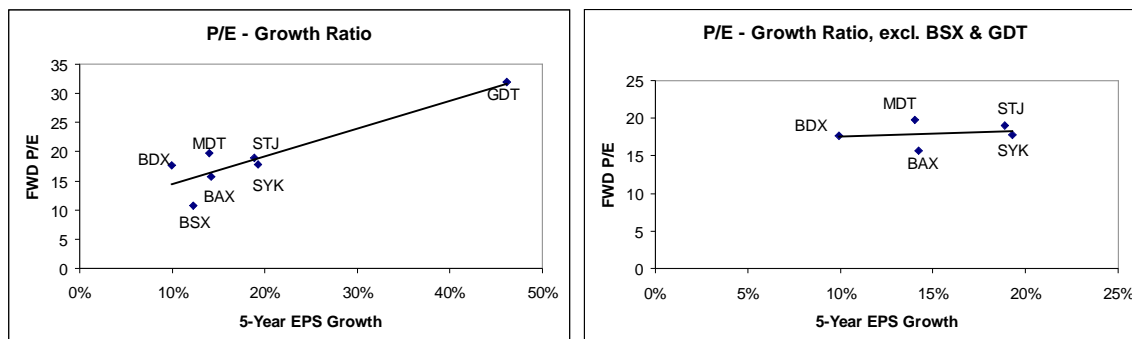 P/E - Growth Ratio
FWD P/E
35
30
25
20
15
10
5
0
GDT
BDX
MDT
STJ
BAX
SYK
BSX
0% 10% 20% 30% 40% 50%
5-Year EPS Growth
P/E - Growth Ratio, excl. BSX & GDT
FWD P/E
25
20
15
10
5
0
BDX
MDT
STJ
BAX
SYK
0% 5% 10% 15% 20% 25%
5-Year EPS Growth